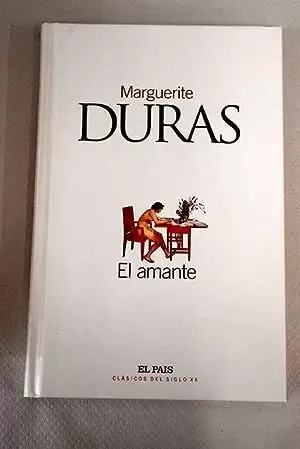 Marguerite
DURAS
El amante
EL PAIS
CLÁSICOS DEL SIGLO XX